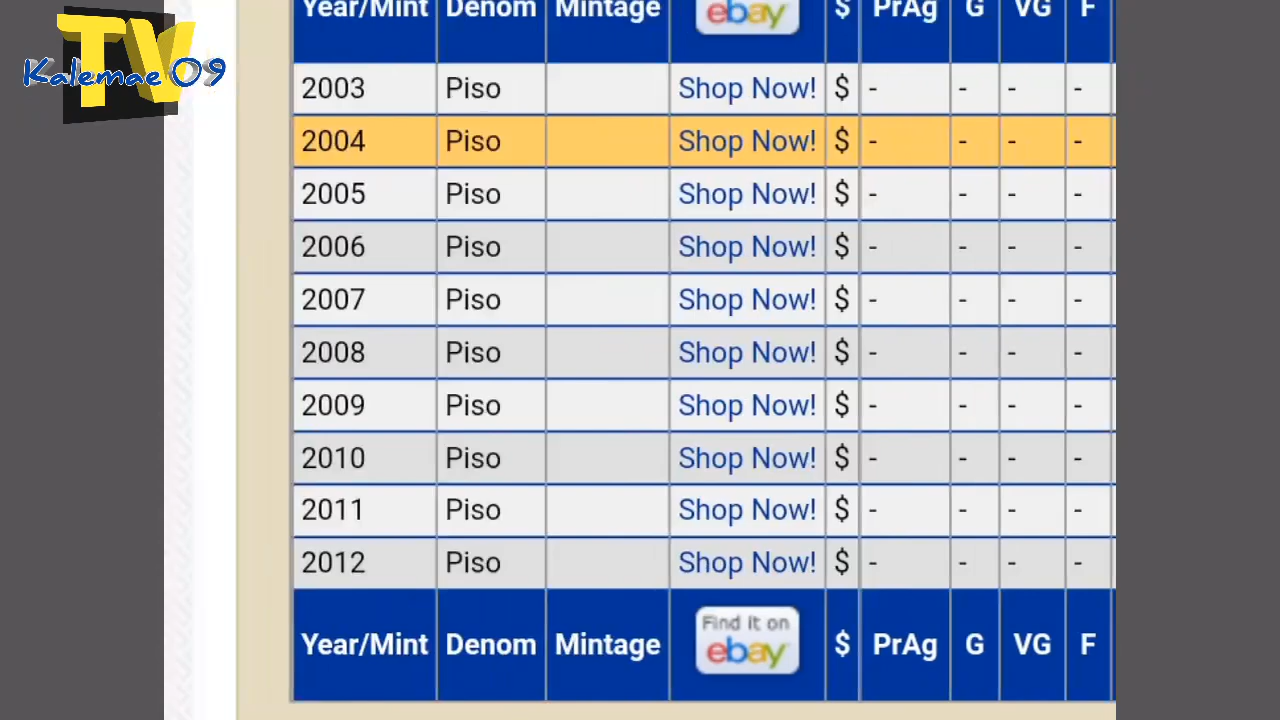 TV
Kalemae 09
Year/Mint Denom Mintage ebay $ PrAg G VG F
2003 Piso Shop Now! $ - - - -
2004 Piso Shop Now! $ - - - -
2005 Piso Shop Now! $ - - - -
2006 Piso Shop Now! $ - - - -
2007 Piso Shop Now! $ - - - -
2008 Piso Shop Now! $ - - - -
2009 Piso Shop Now! $ - - - -
2010 Piso Shop Now! $ - - - -
2011 Piso Shop Now! $ - - - -
2012 Piso Shop Now! $ - - - -
Find it on
Year/Mint Denom Mintage ebay $ PrAg G VG F